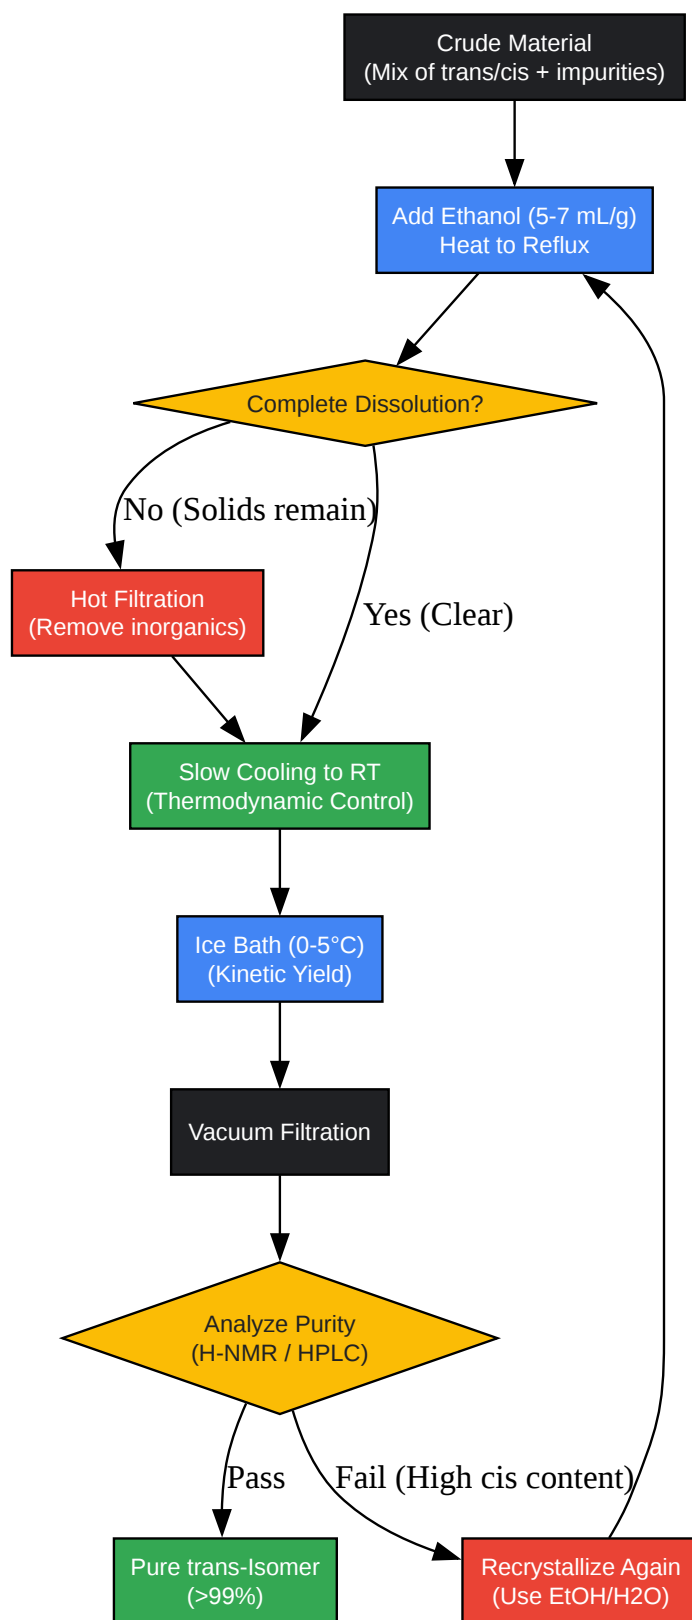 Crude Material
(Mix of trans/cis + impurities)
Add Ethanol (5-7 mL/g)
Heat to Reflux
Complete Dissolution?
No (Solids remain)
Hot Filtration
(Remove inorganics)
Yes (Clear)
Slow Cooling to RT
(Thermodynamic Control)
Ice Bath (0-5°C)
(Kinetic Yield)
Vacuum Filtration
Analyze Purity
(H-NMR / HPLC)
Pass
Fail (High cis content)
Pure trans-Isomer
(>99%)
Recrystallize Again
(Use EtOH/H2O)